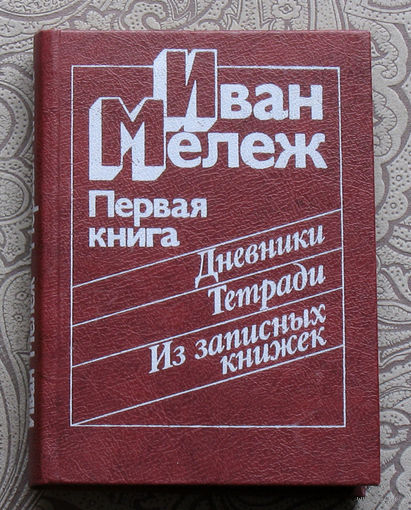 Иван
Мележ
Первая
книга
Дневники
Тетради
Из записных
книжек